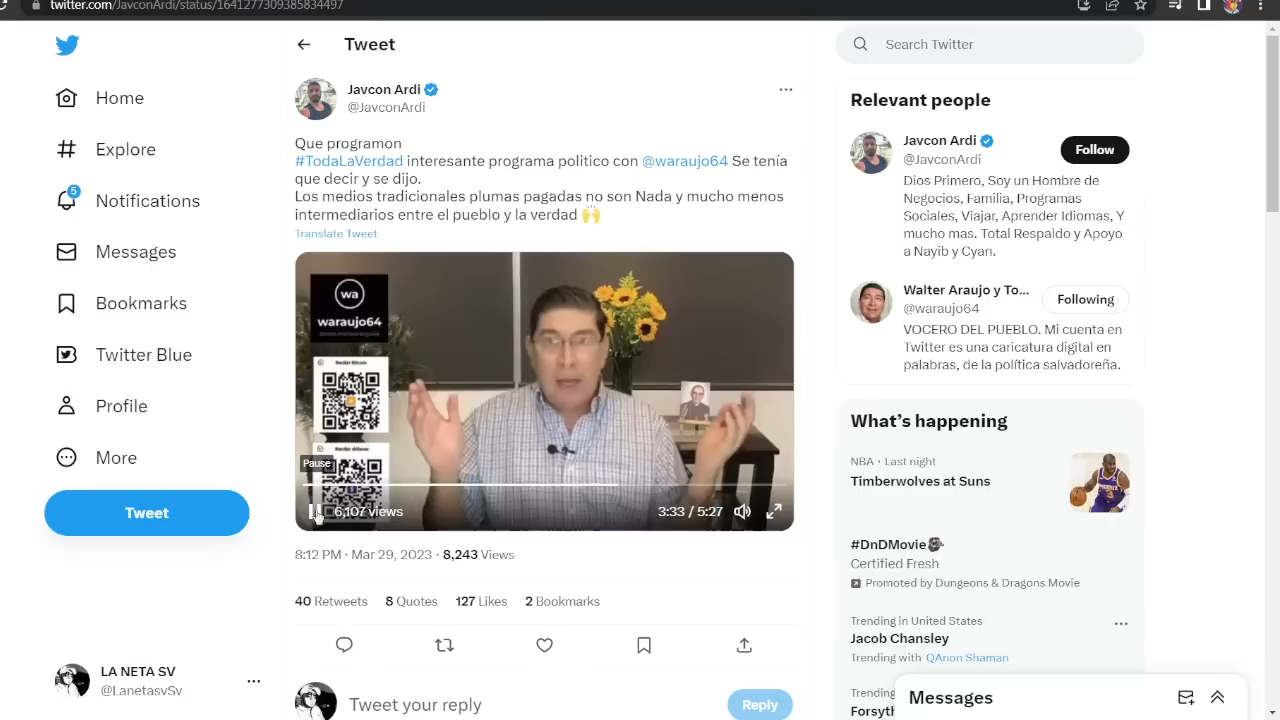 twitter.com/JavconArdi/status/1641277309385834497
Home
Explore
5
Notifications
Messages
Bookmarks
Twitter Blue
Profile
More
Tweet
LA NETA SV
@LanetasvSv
Tweet
Javcon Ardi
@JavconArdi
Que programon
#TodaLaVerdad interesante programa politico con @waraujo64 Se tenía
que decir y se dijo.
Los medios tradicionales plumas pagadas no son Nada y mucho menos
intermediarios entre el pueblo y la verdad 🙌
Translate Tweet
wa
waraujo64
Recibir Bitcoin
Recibir dólares
Pause
6,107 views
3:33 / 5:27
8:12 PM · Mar 29, 2023 · 8,243 Views
40 Retweets 8 Quotes 127 Likes 2 Bookmarks
Tweet your reply
Reply
Search Twitter
Relevant people
Javcon Ardi
@JavconArdi
Follow
Dios Primero, Soy un Hombre de
Negocios, Familia, Programas
Sociales, Viajar, Aprender Idiomas, Y
mucho mas. Total Respaldo y Apoyo
a Nayib y Cyan.
Walter Araujo y To...
@waraujo64
Following
VOCERO DEL PUEBLO. Mi cuenta en
Twitter es una caricatura digital en
palabras, de la política salvadoreña.
What's happening
NBA · Last night
Timberwolves at Suns
#DnDMovie
Certified Fresh
Promoted by Dungeons & Dragons Movie
Trending in United States
Jacob Chansley
Trending with QAnon Shaman
Trending
Forsyth
Messages